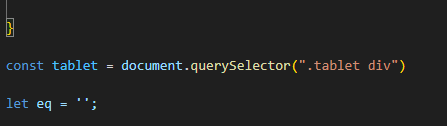 }
const tablet = document.querySelector(".tablet div")
let eq = '';